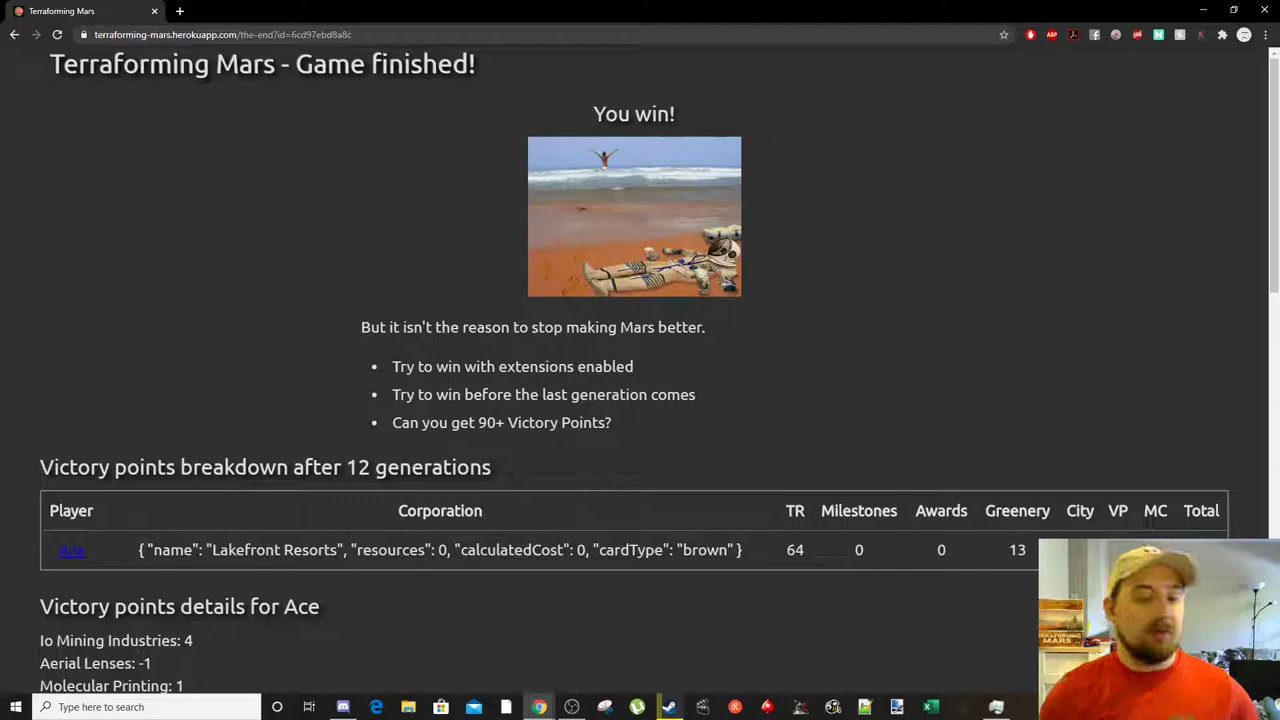 Terraforming Mars
terraforming-mars.herokuapp.com/the-end?id=6cd97ebd8a8c
ABP
Terraforming Mars - Game finished!
You win!
But it isn't the reason to stop making Mars better.
• Try to win with extensions enabled
• Try to win before the last generation comes
• Can you get 90+ Victory Points?
Victory points breakdown after 12 generations
Player Corporation TR Milestones Awards Greenery City VP MC Total
Ace { "name": "Lakefront Resorts", "resources": 0, "calculatedCost": 0, "cardType": "brown" } 64 0 0 13
Victory points details for Ace
Io Mining Industries: 4
Aerial Lenses: -1
Molecular Printing: 1
TERRAFORMING
MARS
Type here to search